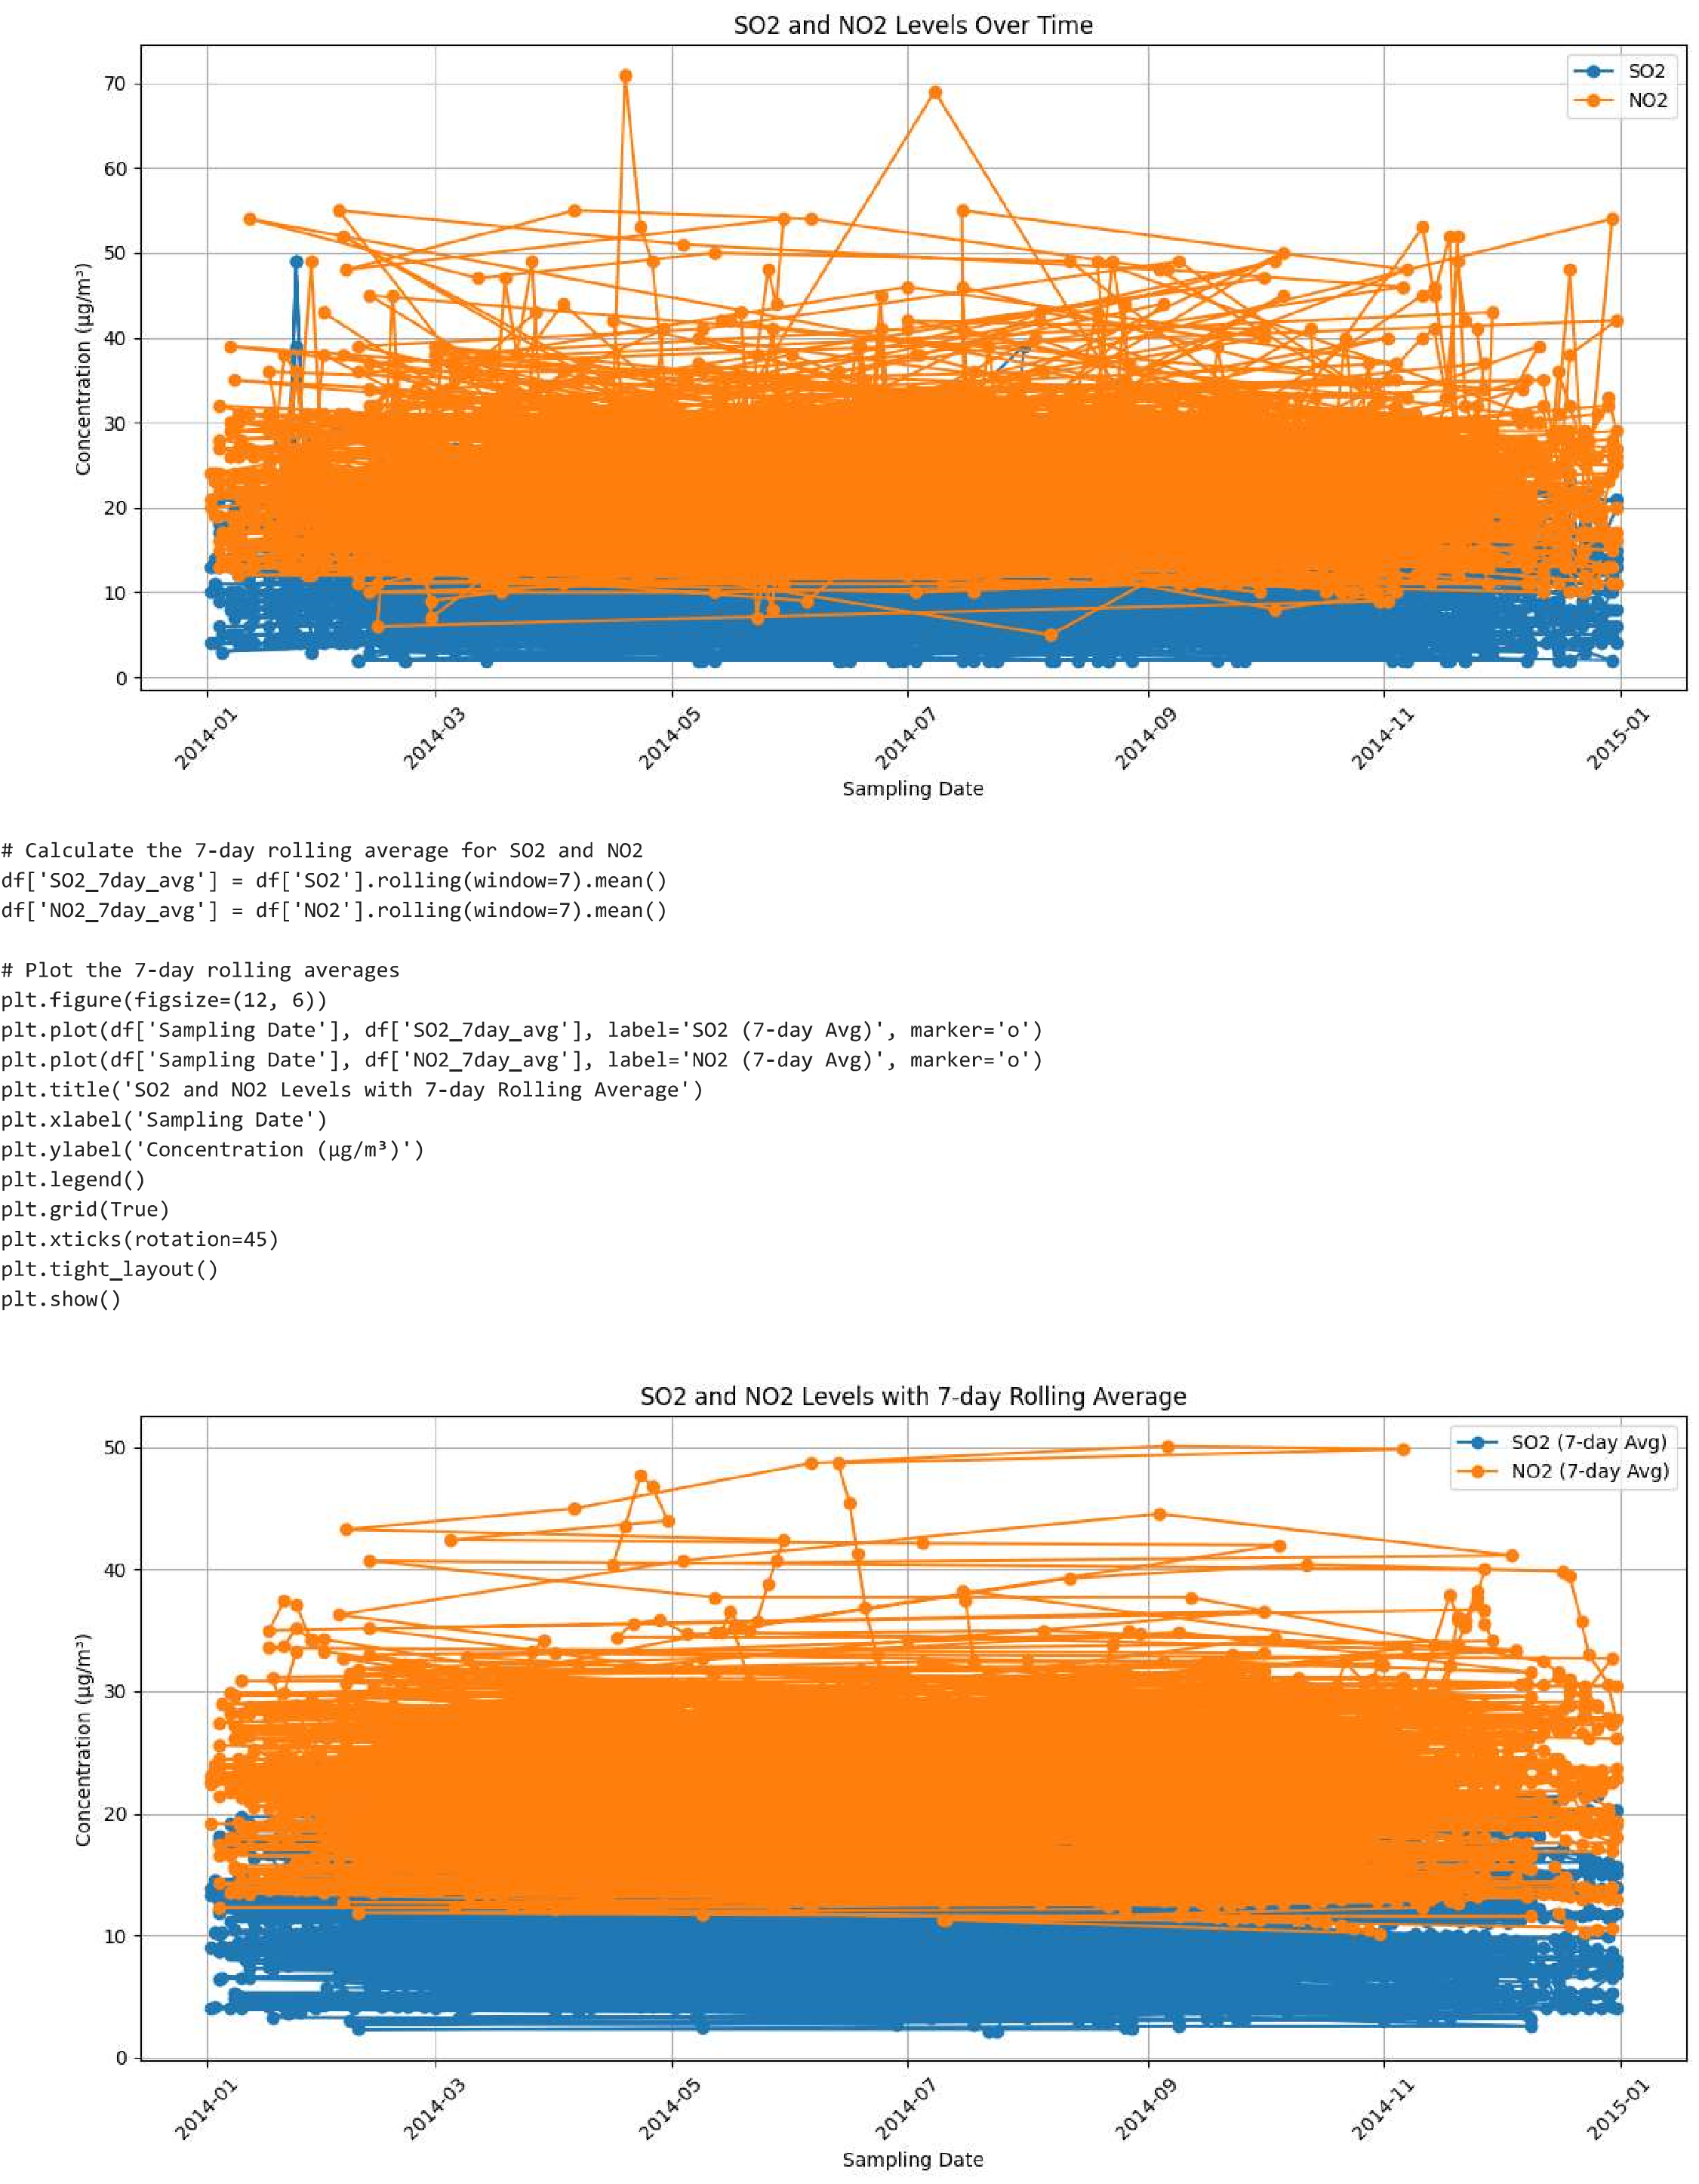 SO2 and NO2 Levels Over Time
SO2
NO2
70
60
50
40
30
20
10
0
Concentration (µg/m³)
2014-01
2014-03
2014-05
2014-07
2014-09
2014-11
2015-01
Sampling Date
# Calculate the 7-day rolling average for SO2 and NO2
df['SO2_7day_avg'] = df['SO2'].rolling(window=7).mean()
df['NO2_7day_avg'] = df['NO2'].rolling(window=7).mean()
# Plot the 7-day rolling averages
plt.figure(figsize=(12, 6))
plt.plot(df['Sampling Date'], df['SO2_7day_avg'], label='SO2 (7-day Avg)', marker='o')
plt.plot(df['Sampling Date'], df['NO2_7day_avg'], label='NO2 (7-day Avg)', marker='o')
plt.title('SO2 and NO2 Levels with 7-day Rolling Average')
plt.xlabel('Sampling Date')
plt.ylabel('Concentration (µg/m³)')
plt.legend()
plt.grid(True)
plt.xticks(rotation=45)
plt.tight_layout()
plt.show()
SO2 and NO2 Levels with 7-day Rolling Average
SO2 (7-day Avg)
NO2 (7-day Avg)
50
40
30
20
10
0
Concentration (µg/m³)
2014-01
2014-03
2014-05
2014-07
2014-09
2014-11
2015-01
Sampling Date